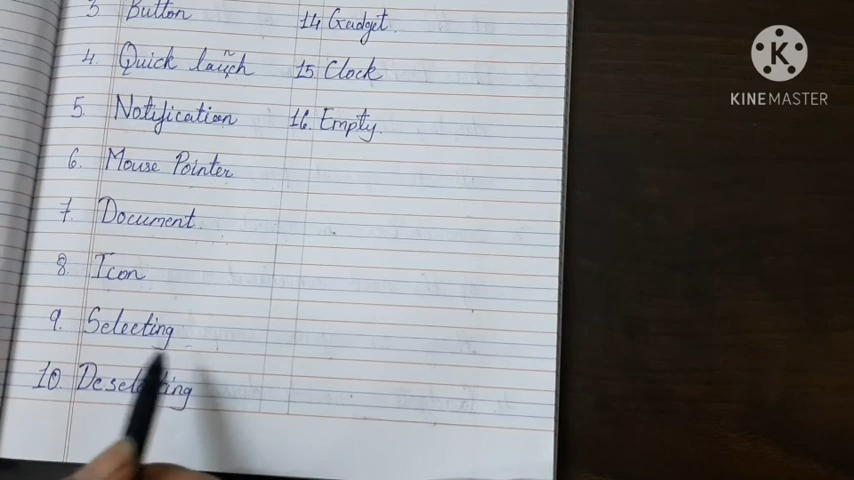 3 Button
4. Quick lauch
n
5. Notification
6. Mouse Pointer
7. Document
8. Icon
9. Selecting
10. Deselecting
14 Gadget.
15 Clock
16. Empty.
K
KINEMASTER